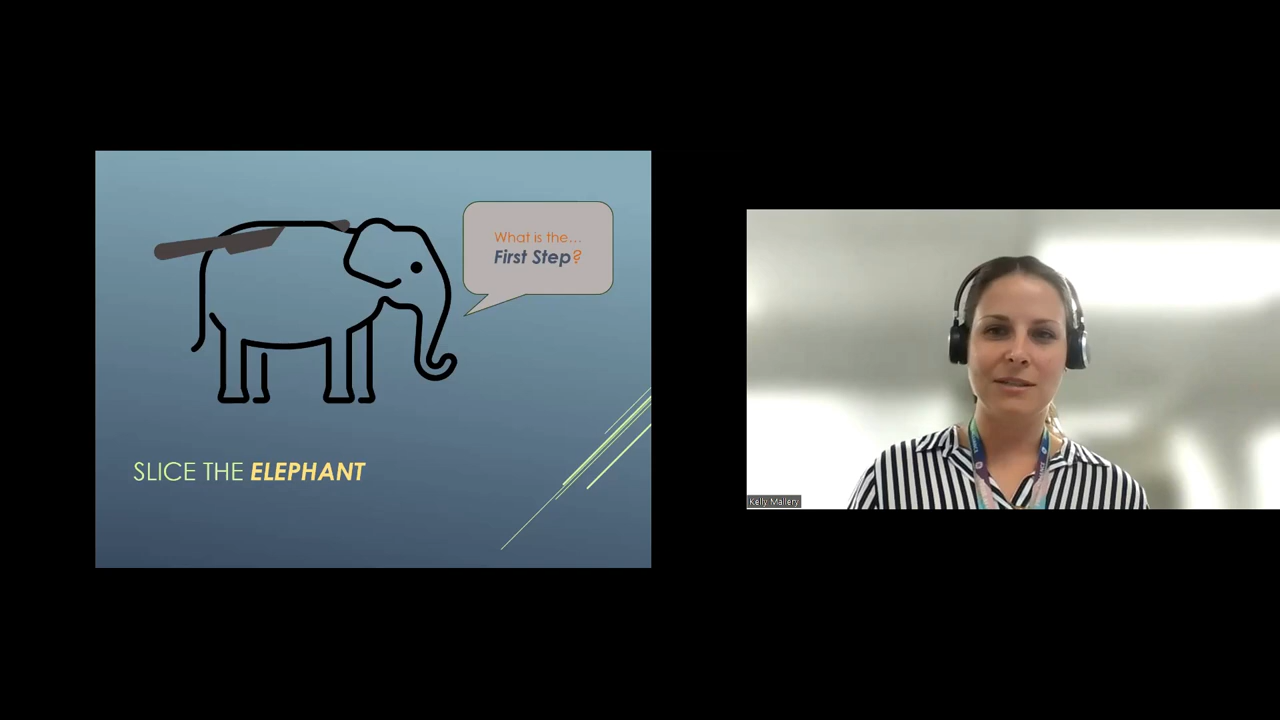 What is the...
First Step?
SLICE THE ELEPHANT
Kelly Mallery